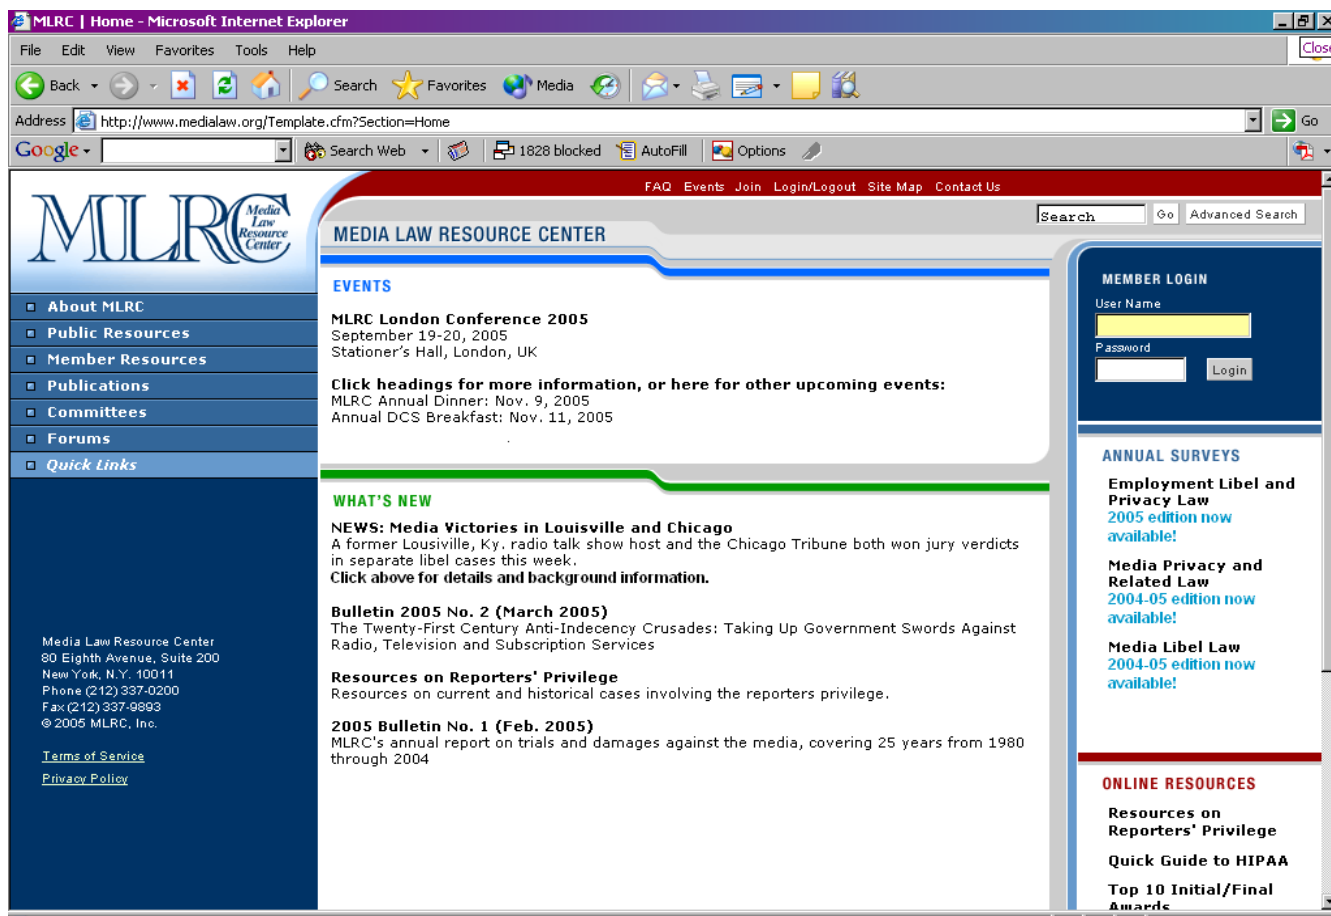 MLRC | Home - Microsoft Internet Explorer
File Edit View Favorites Tools Help
Close
Back Search Favorites Media
Address http://www.medialaw.org/Template.cfm?Section=Home Go
Google Search Web 1828 blocked AutoFill Options
MLRC Media Law Resource Center
FAQ Events Join Login/Logout Site Map Contact Us
Search Go Advanced Search
MEDIA LAW RESOURCE CENTER
About MLRC
Public Resources
Member Resources
Publications
Committees
Forums
Quick Links
Media Law Resource Center
80 Eighth Avenue, Suite 200
New York, N.Y. 10011
Phone (212) 337-0200
Fax (212) 337-9893
© 2005 MLRC, Inc.
Terms of Service
Privacy Policy
EVENTS
MLRC London Conference 2005
September 19-20, 2005
Stationer's Hall, London, UK
Click headings for more information, or here for other upcoming events:
MLRC Annual Dinner: Nov. 9, 2005
Annual DCS Breakfast: Nov. 11, 2005
.
WHAT'S NEW
NEWS: Media Victories in Louisville and Chicago
A former Lousiville, Ky. radio talk show host and the Chicago Tribune both won jury verdicts
in separate libel cases this week.
Click above for details and background information.
Bulletin 2005 No. 2 (March 2005)
The Twenty-First Century Anti-Indecency Crusades: Taking Up Government Swords Against
Radio, Television and Subscription Services
Resources on Reporters' Privilege
Resources on current and historical cases involving the reporters privilege.
2005 Bulletin No. 1 (Feb. 2005)
MLRC's annual report on trials and damages against the media, covering 25 years from 1980
through 2004
MEMBER LOGIN
User Name
Password
Login
ANNUAL SURVEYS
Employment Libel and
Privacy Law
2005 edition now
available!
Media Privacy and
Related Law
2004-05 edition now
available!
Media Libel Law
2004-05 edition now
available!
ONLINE RESOURCES
Resources on
Reporters' Privilege
Quick Guide to HIPAA
Top 10 Initial/Final
Awards